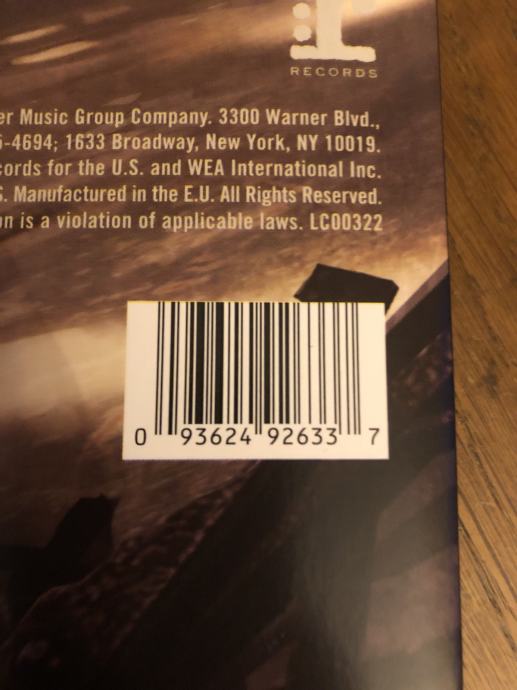 r
RECORDS
er Music Group Company. 3300 Warner Blvd.,
-4694; 1633 Broadway, New York, NY 10019.
cords for the U.S. and WEA International Inc.
S. Manufactured in the E.U. All Rights Reserved.
on is a violation of applicable laws. LC00322
0 93624 92633 7